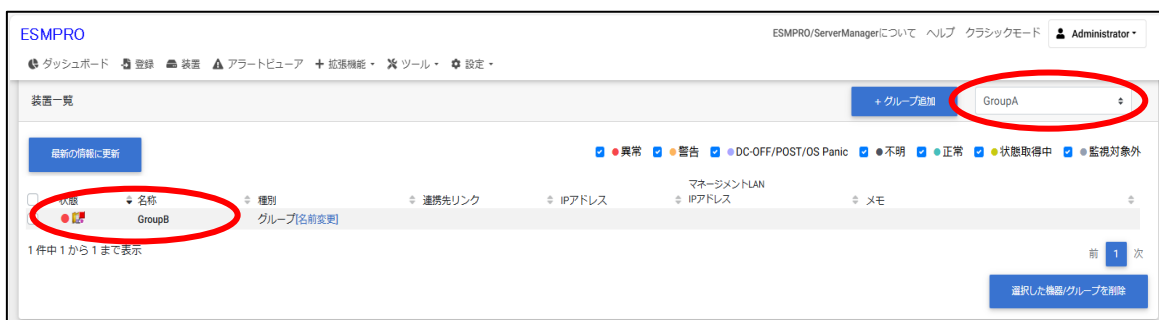 ESMPRO
ESMPRO/ServerManagerについて ヘルプ クラシックモード Administrator
ダッシュボード 登録 装置 アラートビューア 拡張機能 ツール 設定
装置一覧 + グループ追加 GroupA
最新の情報に更新 異常 警告 DC-OFF/POST/OS Panic 不明 正常 状態取得中 監視対象外
マネージメントLAN
状態 名称 種別 連携先リンク IPアドレス IPアドレス メモ
GroupB グループ[名前変更]
1 件中 1 から 1 まで表示
前 1 次
選択した機器/グループを削除